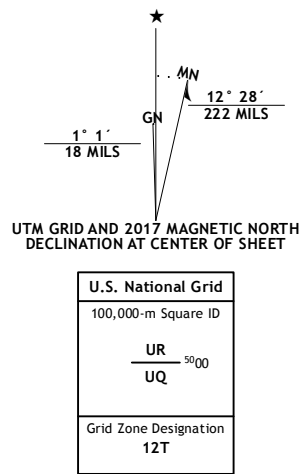 ★
MN
GN
12° 28´
222 MILS
1° 1´
18 MILS
UTM GRID AND 2017 MAGNETIC NORTH
DECLINATION AT CENTER OF SHEET
U.S. National Grid
100,000-m Square ID
UR
UQ
⁵⁰00
Grid Zone Designation
12T